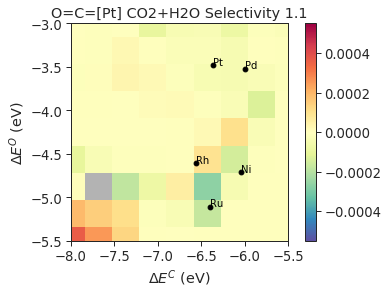 O=C=[Pt] CO2+H2O Selectivity 1.1
−3.0
−3.5
−4.0
−4.5
−5.0
−5.5
ΔE^O (eV)
Pt
Pd
Rh
Ni
Ru
−8.0 −7.5 −7.0 −6.5 −6.0 −5.5
ΔE^C (eV)
0.0004
0.0002
0.0000
−0.0002
−0.0004